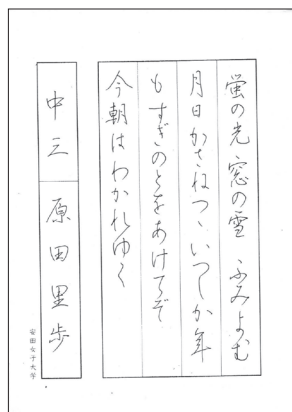 蛍の光窓の雪 ふみよむ
月日かさねつゝいつしか年
もすぎのとをあけてぞ
今朝はわかれゆく
中三 原田里歩
安田女子大学